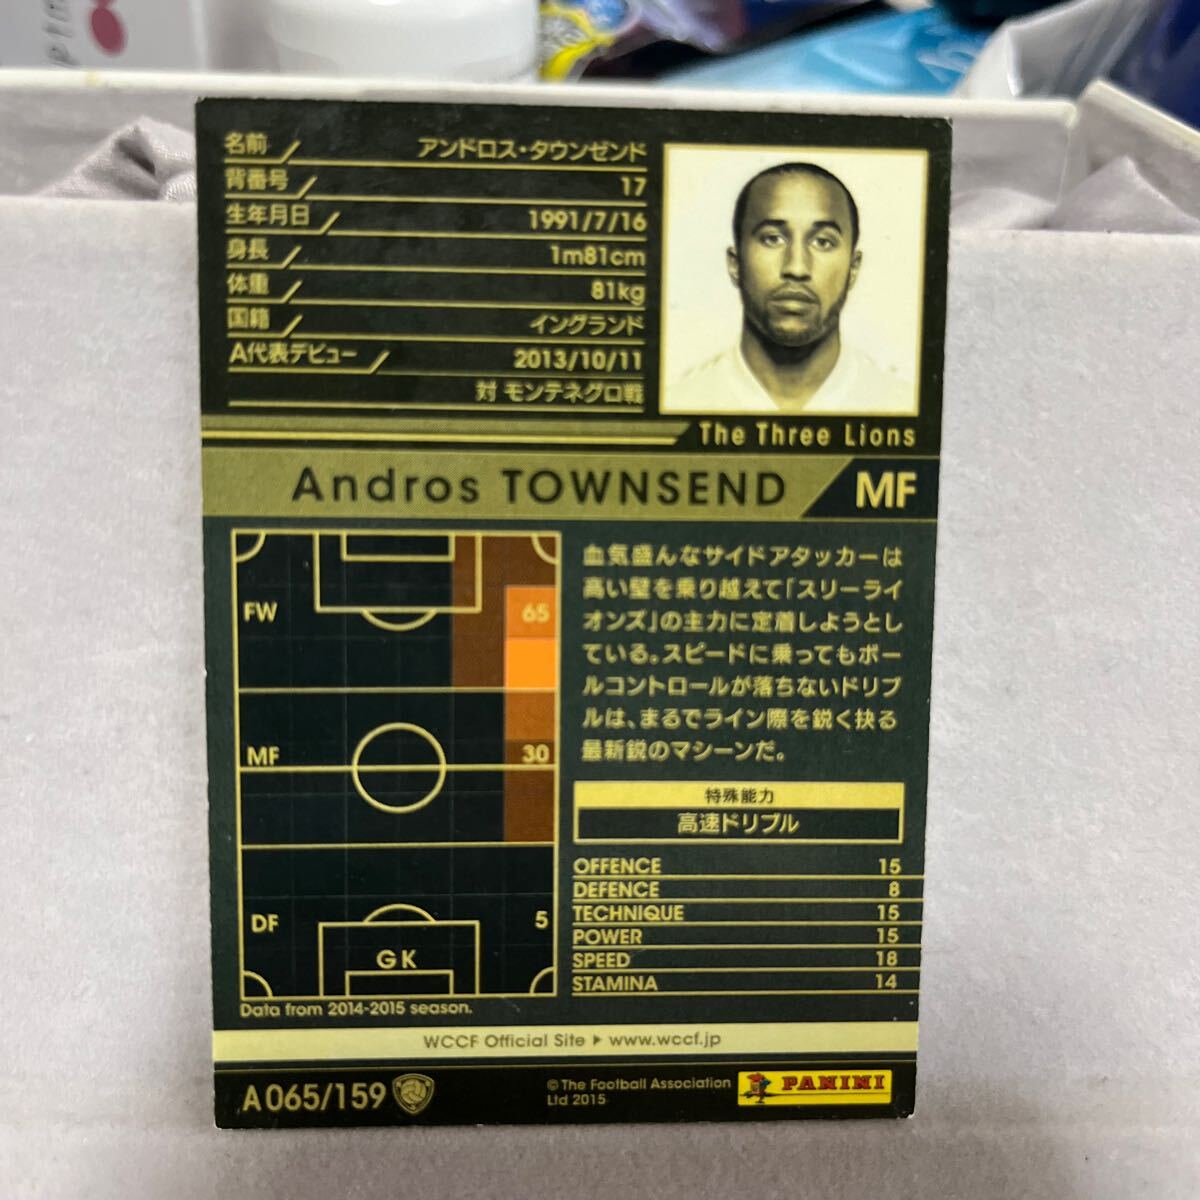 名前 アンドロス・タウンゼンド
背番号 17
生年月日 1991/7/16
身長 1m81cm
体重 81kg
国籍 イングランド
A代表デビュー 2013/10/11
対 モンテネグロ戦
The Three Lions
Andros TOWNSEND MF
FW 65
MF 30
DF 5
GK
Data from 2014-2015 season.
血気盛んなサイドアタッカーは
高い壁を乗り越えて「スリーライ
オンズ」の主力に定着しようとし
ている。スピードに乗ってもボー
ルコントロールが落ちないドリブ
ルは、まるでライン際を鋭く抉る
最新鋭のマシーンだ。
特殊能力
高速ドリブル
OFFENCE 15
DEFENCE 8
TECHNIQUE 15
POWER 15
SPEED 18
STAMINA 14
WCCF Official Site ▶ www.wccf.jp
A065/159
© The Football Association
Ltd 2015
PANINI